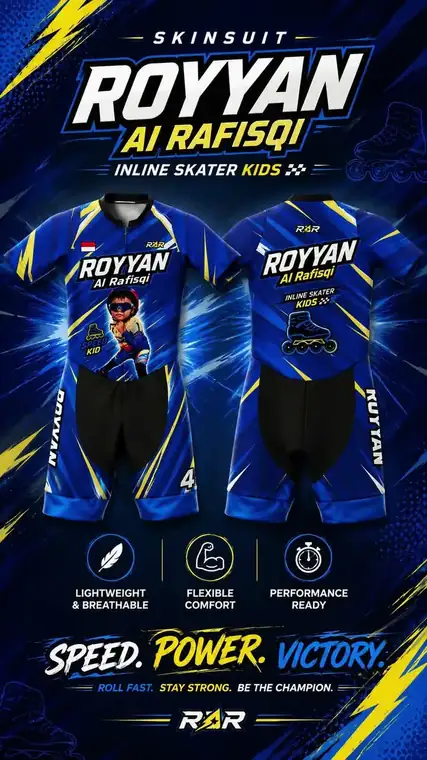 SKINSUIT
ROYYAN
Al RAFISQI
INLINE SKATER KIDS
RAR
ROYYAN
Al Rafisqi
KID
ROYYAN
4
RAR
ROYYAN
Al Rafisqi
INLINE SKATER
KIDS
ROYYAN
LIGHTWEIGHT
& BREATHABLE
FLEXIBLE
COMFORT
PERFORMANCE
READY
SPEED. POWER. VICTORY.
ROLL FAST. STAY STRONG. BE THE CHAMPION.
RAR